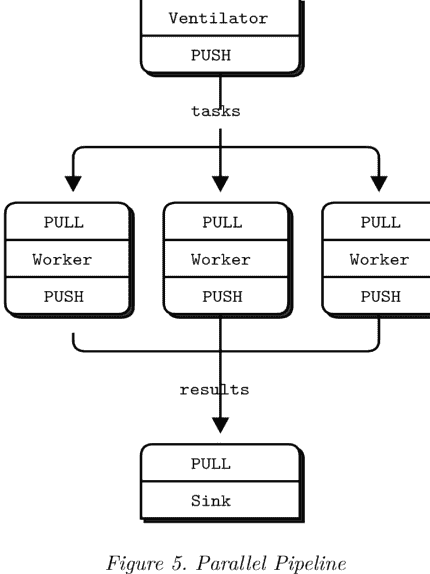 Ventilator
PUSH
tasks
PULL PULL PULL
Worker Worker Worker
PUSH PUSH PUSH
results
PULL
Sink
Figure 5. Parallel Pipeline